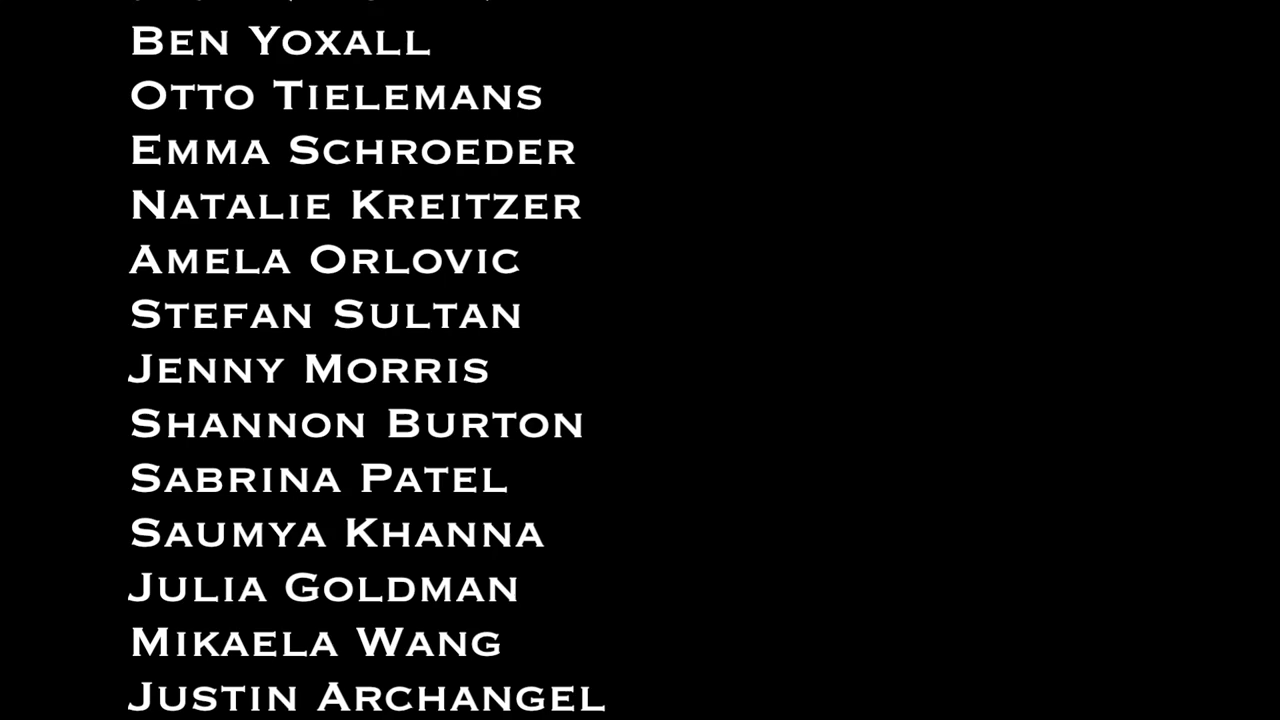 BEN YOXALL
OTTO TIELEMANS
EMMA SCHROEDER
NATALIE KREITZER
AMELA ORLOVIC
STEFAN SULTAN
JENNY MORRIS
SHANNON BURTON
SABRINA PATEL
SAUMYA KHANNA
JULIA GOLDMAN
MIKAELA WANG
JUSTIN ARCHANGEL